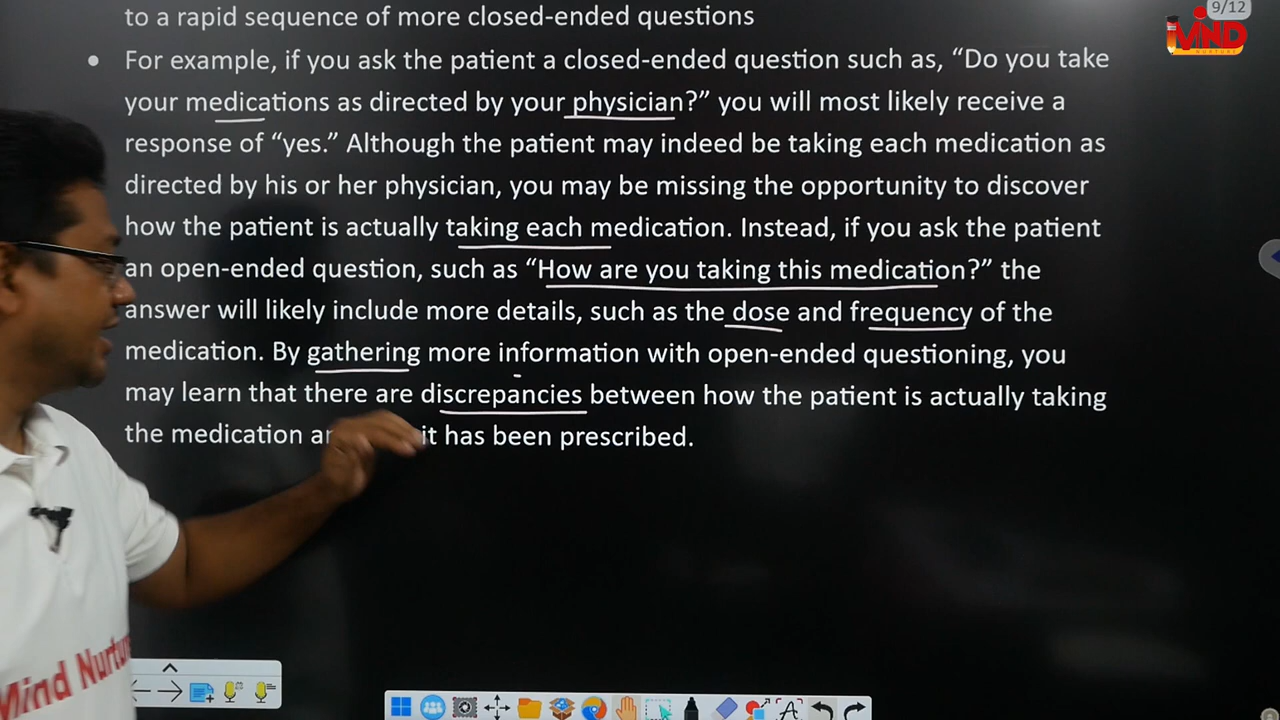 9/12
MIND
NURTURE
to a rapid sequence of more closed-ended questions
• For example, if you ask the patient a closed-ended question such as, “Do you take
your medications as directed by your physician?” you will most likely receive a
response of “yes.” Although the patient may indeed be taking each medication as
directed by his or her physician, you may be missing the opportunity to discover
how the patient is actually taking each medication. Instead, if you ask the patient
an open-ended question, such as “How are you taking this medication?” the
answer will likely include more details, such as the dose and frequency of the
medication. By gathering more information with open-ended questioning, you
may learn that there are discrepancies between how the patient is actually taking
the medication it has been prescribed.
Mind Nurtu